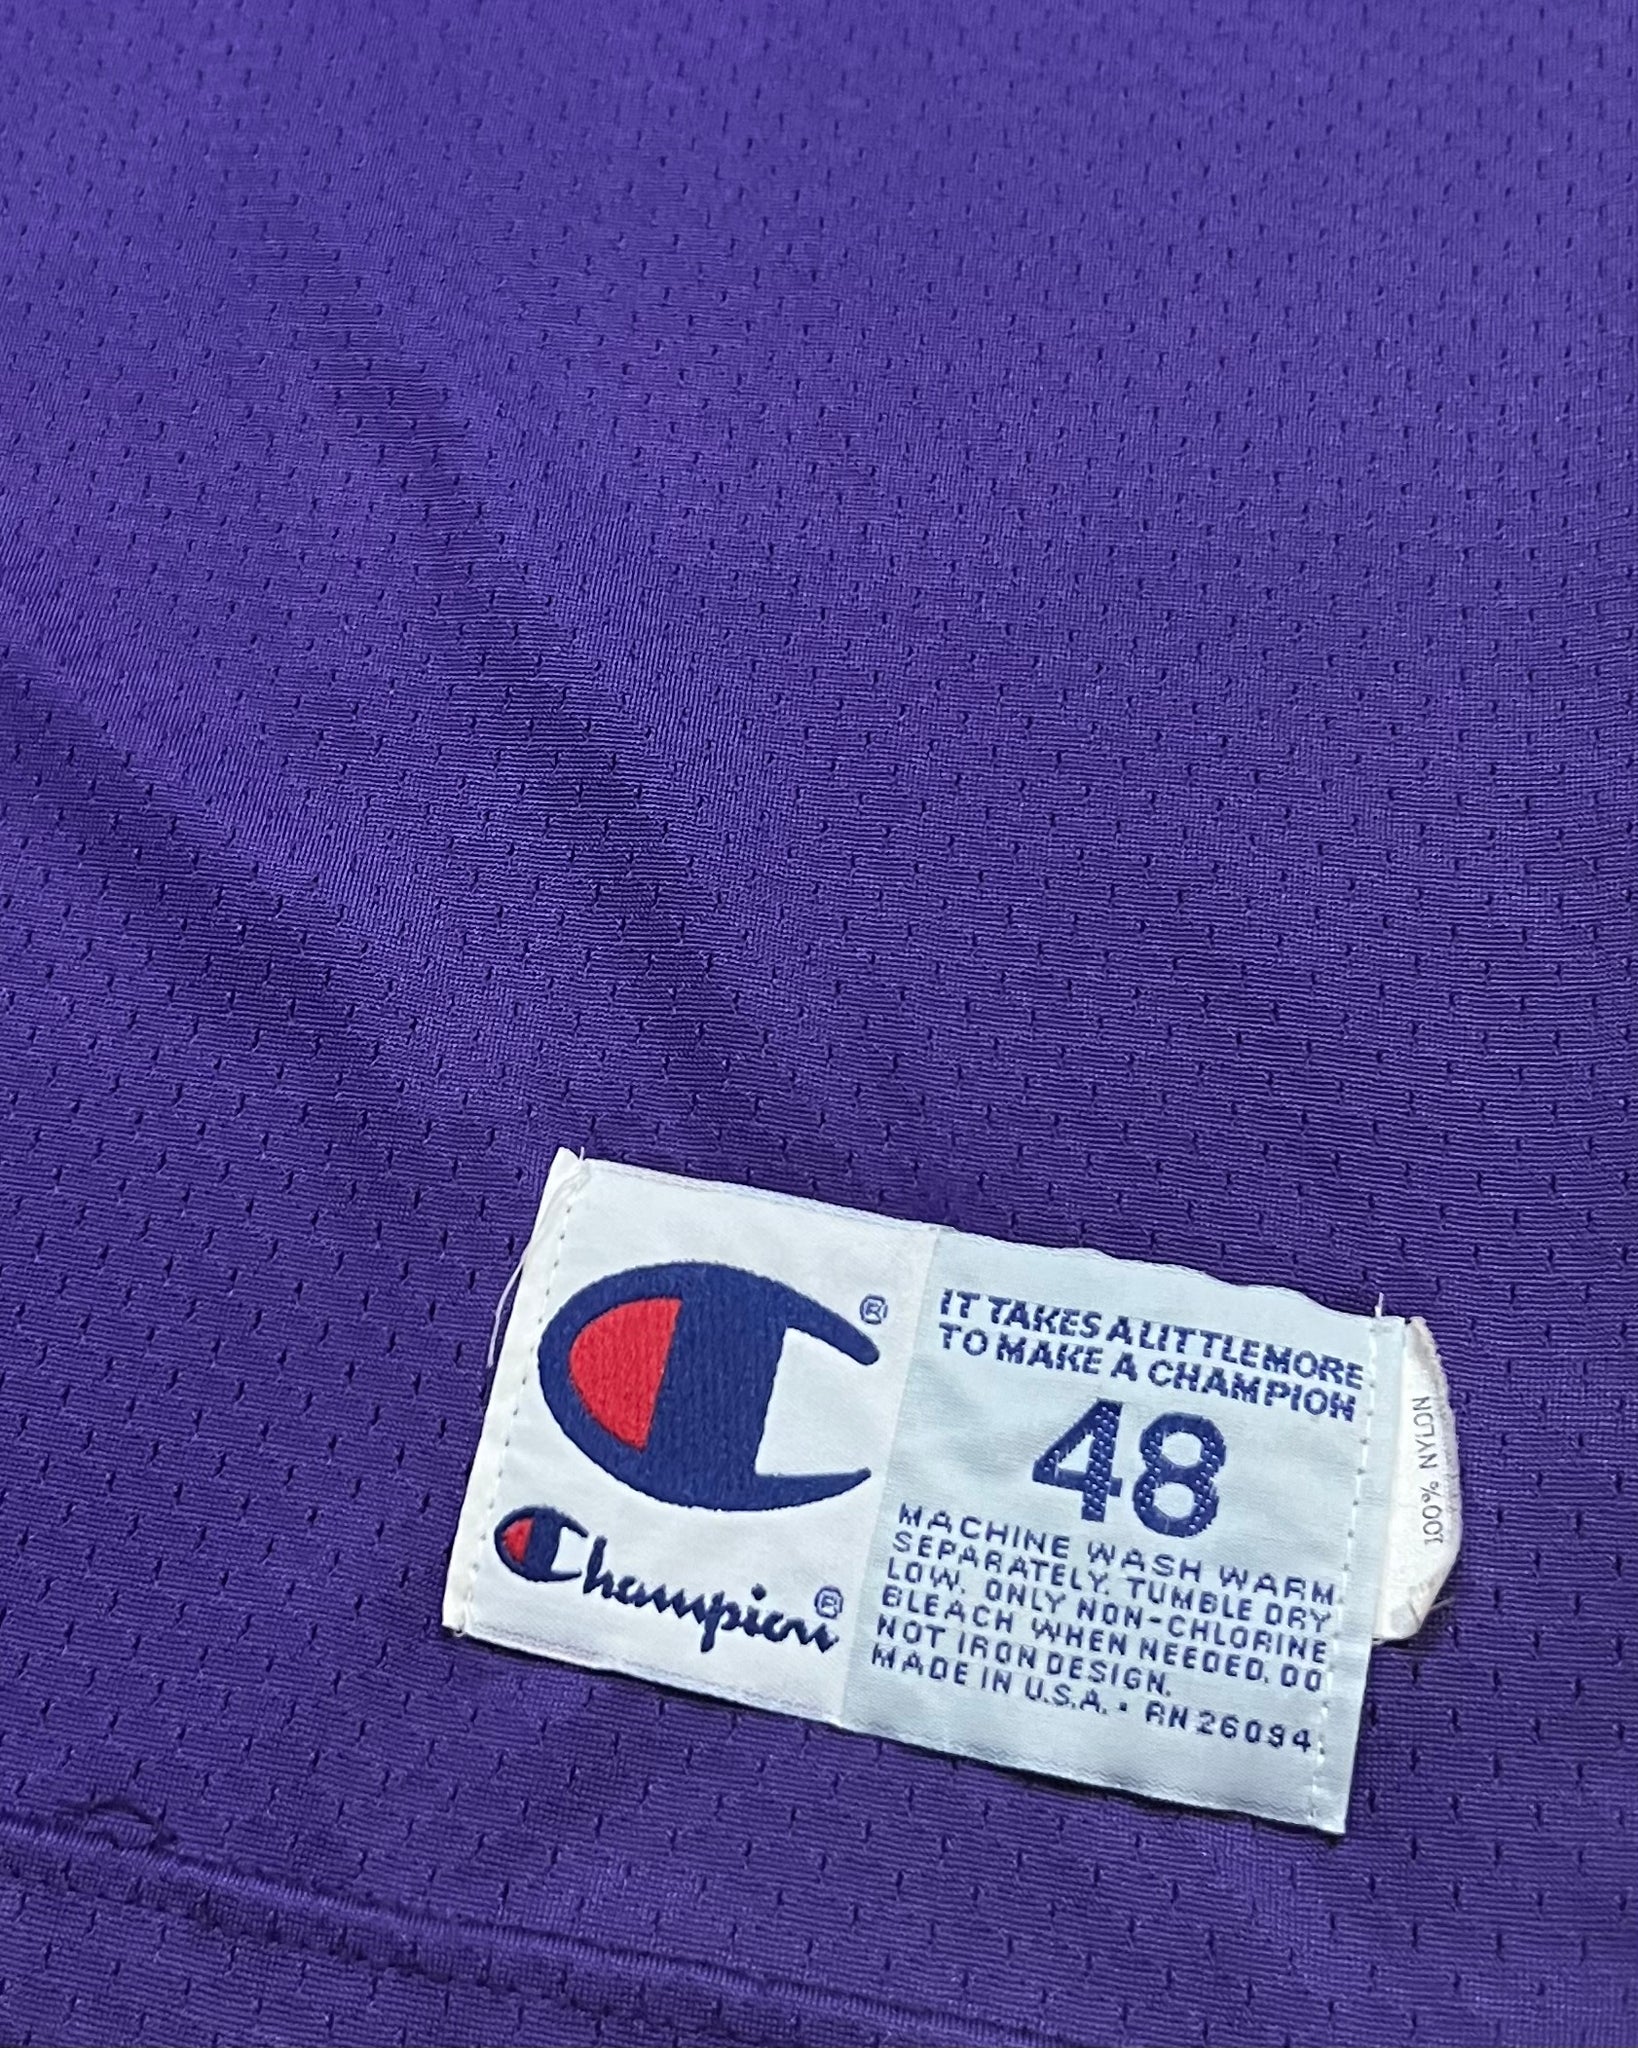 ®
Champion®
IT TAKES A LITTLE MORE
TO MAKE A CHAMPION
48
MACHINE WASH WARM
SEPARATELY. TUMBLE DRY
LOW. ONLY NON-CHLORINE
BLEACH WHEN NEEDED. DO
NOT IRON DESIGN.
MADE IN U.S.A. • RN 26094
100% NYLON